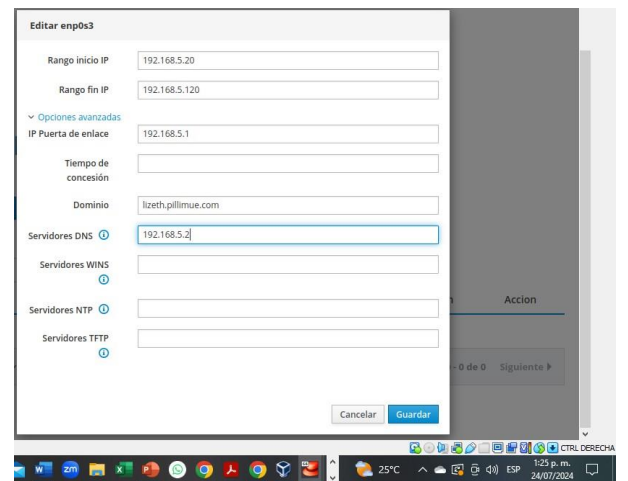 Editar enp0s3
Rango inicio IP 192.168.5.20
Rango fin IP 192.168.5.120
Opciones avanzadas
IP Puerta de enlace 192.168.5.1
Tiempo de
concesión
Dominio lizeth.pillimue.com
Servidores DNS 192.168.5.2
Servidores WINS
Servidores NTP
Accion
Servidores TFTP
- 0 de 0 Siguiente
Cancelar Guardar
CTRL DERECHA
25°C ESP 1:25 p. m.
24/07/2024